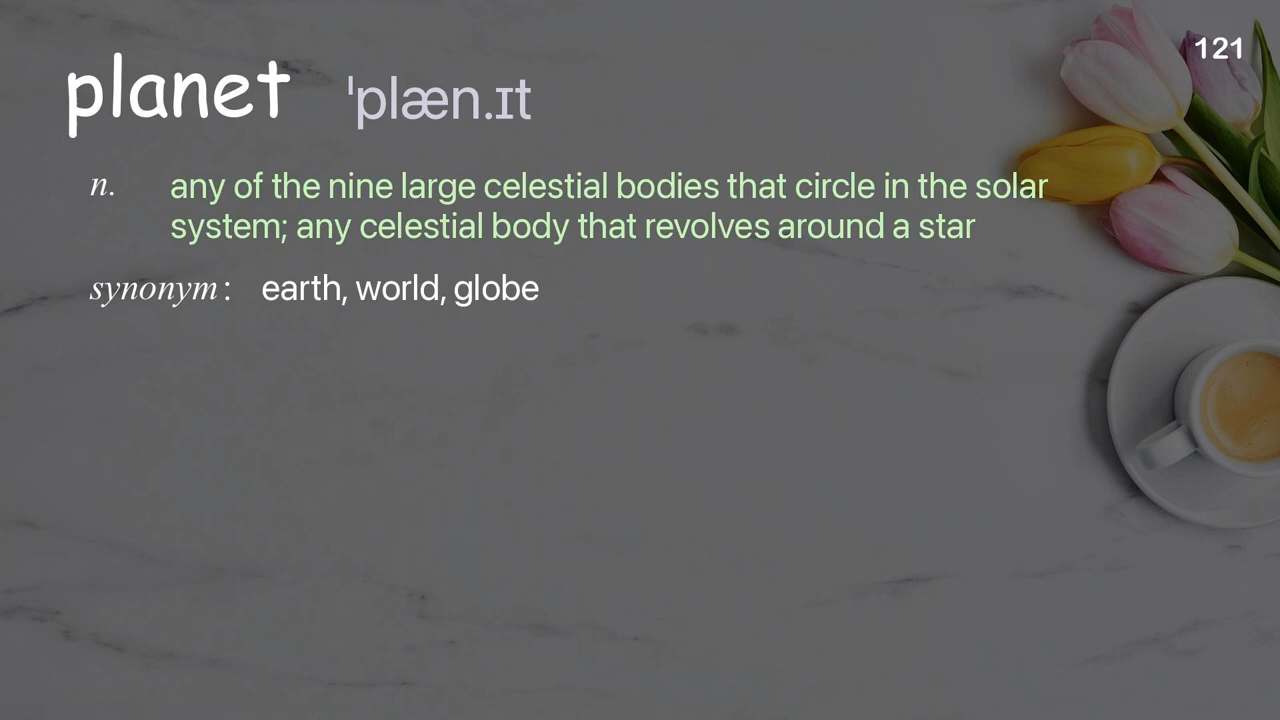 121
planet ˈplæn.ɪt
n. any of the nine large celestial bodies that circle in the solar
system; any celestial body that revolves around a star
synonym: earth, world, globe